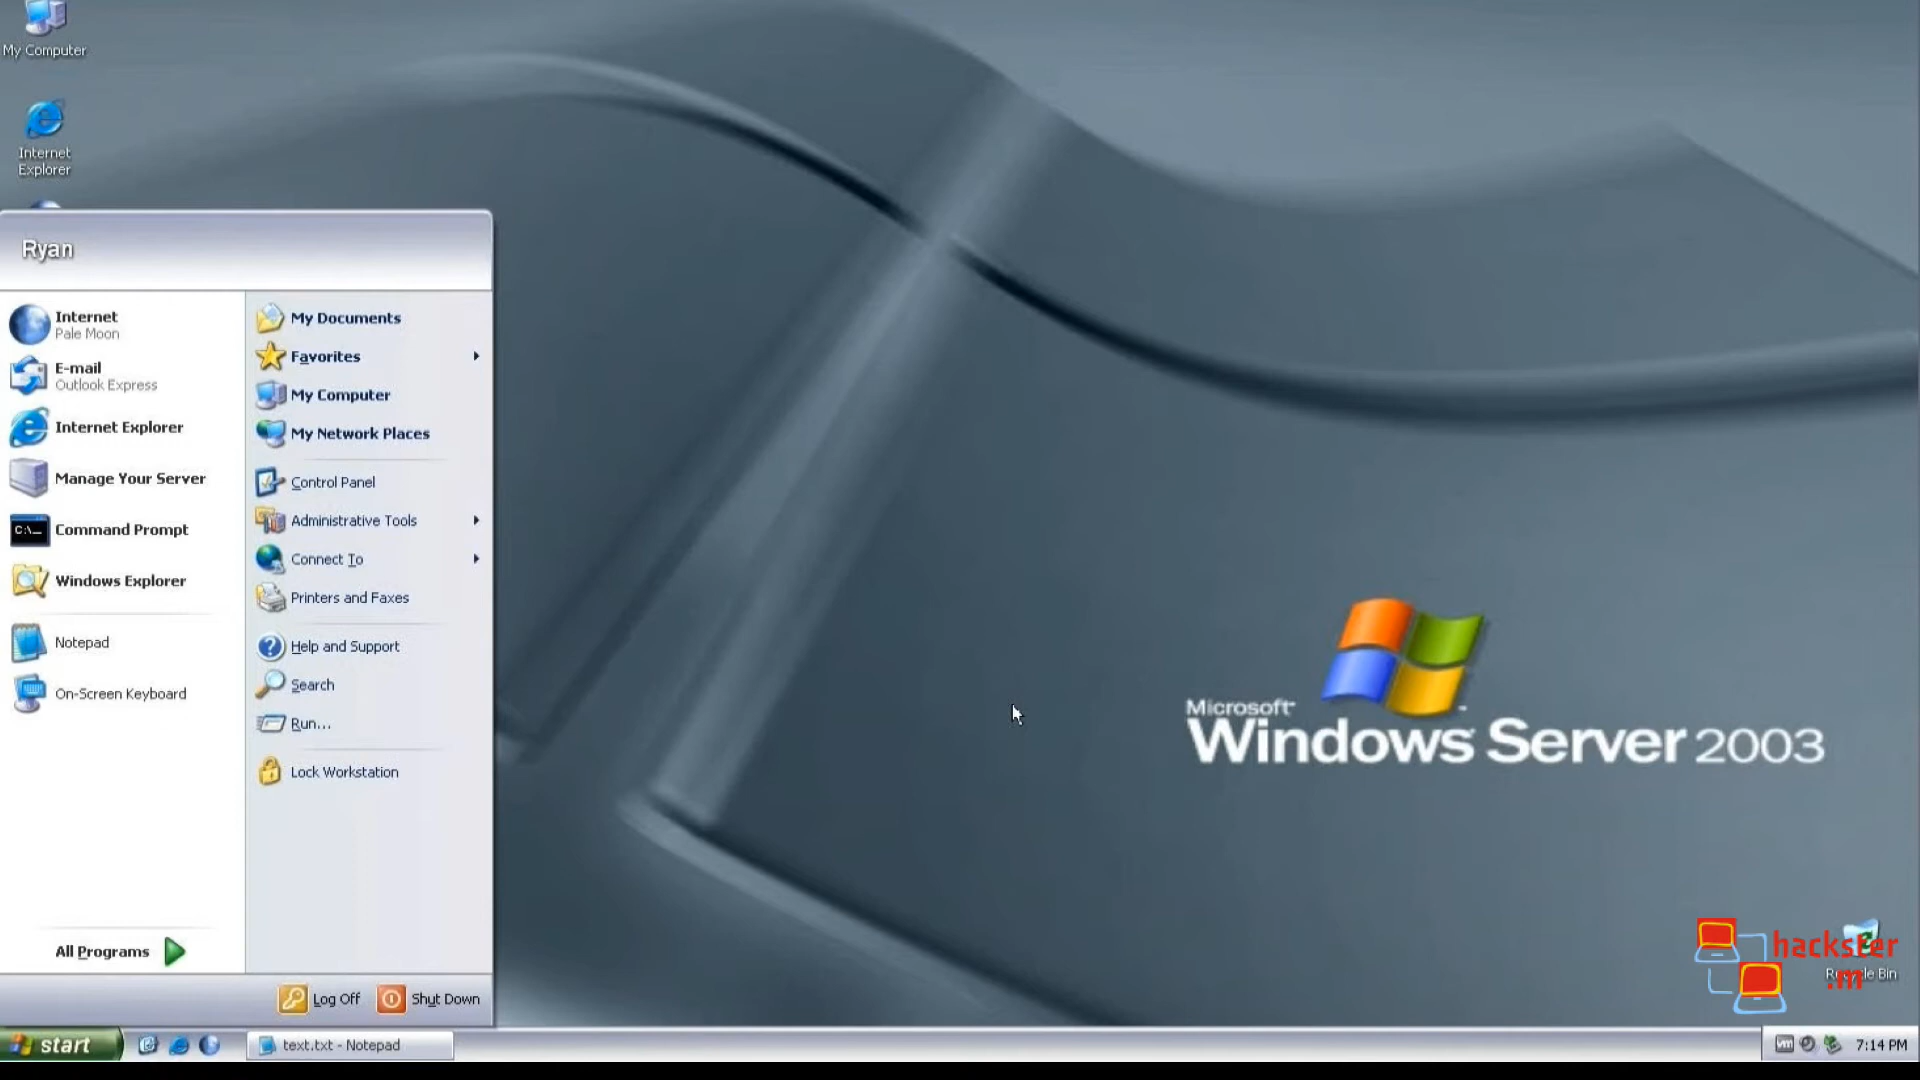 My Computer
Internet
Explorer
Ryan
Internet
Pale Moon
E-mail
Outlook Express
Internet Explorer
Manage Your Server
Command Prompt
C:\_
Windows Explorer
Notepad
On-Screen Keyboard
All Programs
My Documents
Favorites
My Computer
My Network Places
Control Panel
Administrative Tools
Connect To
Printers and Faxes
Help and Support
Search
Run...
Lock Workstation
Log Off
Shut Down
Microsoft
Windows Server 2003
hackster
.m
Recycle Bin
start
text.txt - Notepad
vm
7:14 PM